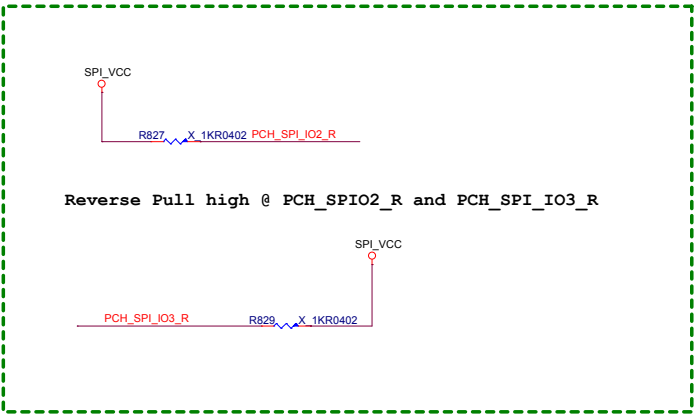 SPI_VCC
R827 X_1KR0402 PCH_SPI_IO2_R
Reverse Pull high @ PCH_SPIO2_R and PCH_SPI_IO3_R
SPI_VCC
PCH_SPI_IO3_R R829 X_1KR0402